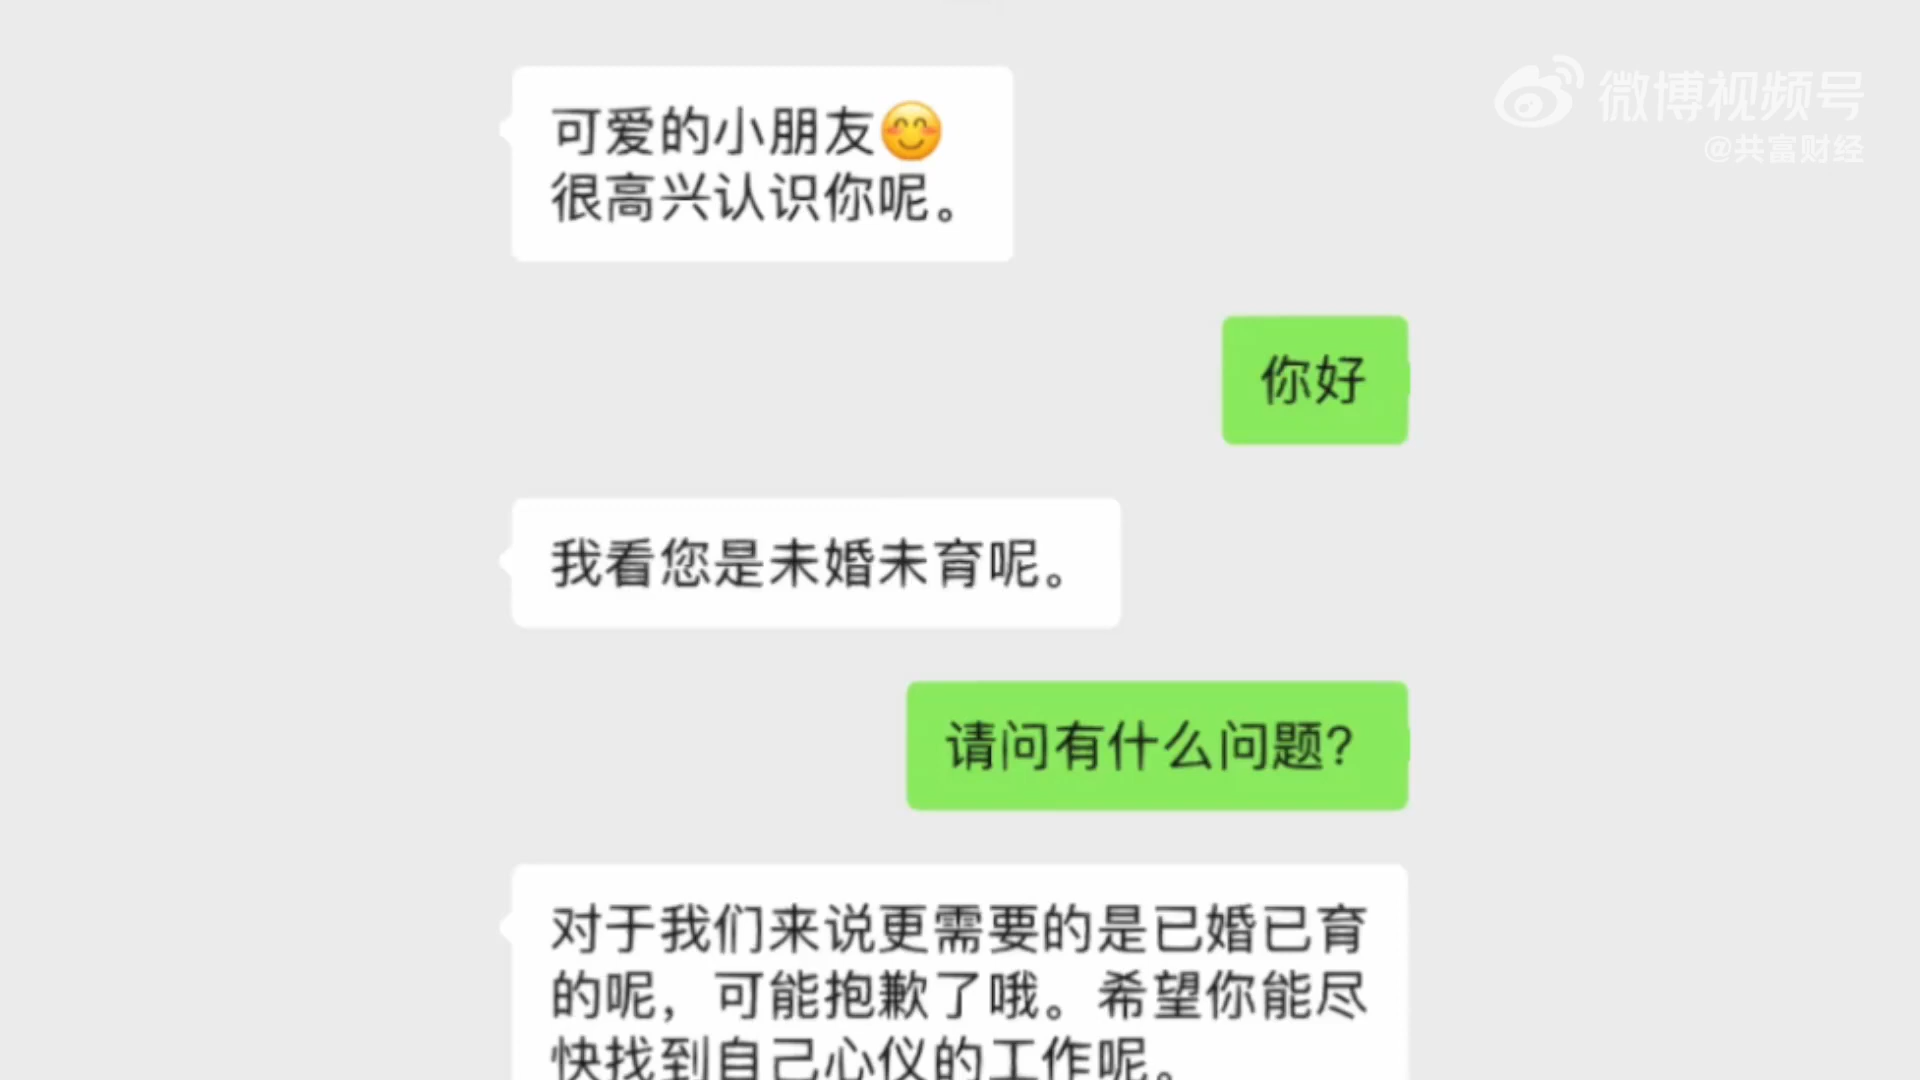 微博视频号
@共富财经
可爱的小朋友😊
很高兴认识你呢。
你好
我看您是未婚未育呢。
请问有什么问题?
对于我们来说更需要的是已婚已育
的呢，可能抱歉了哦。希望你能尽
快找到自己心仪的工作呢。